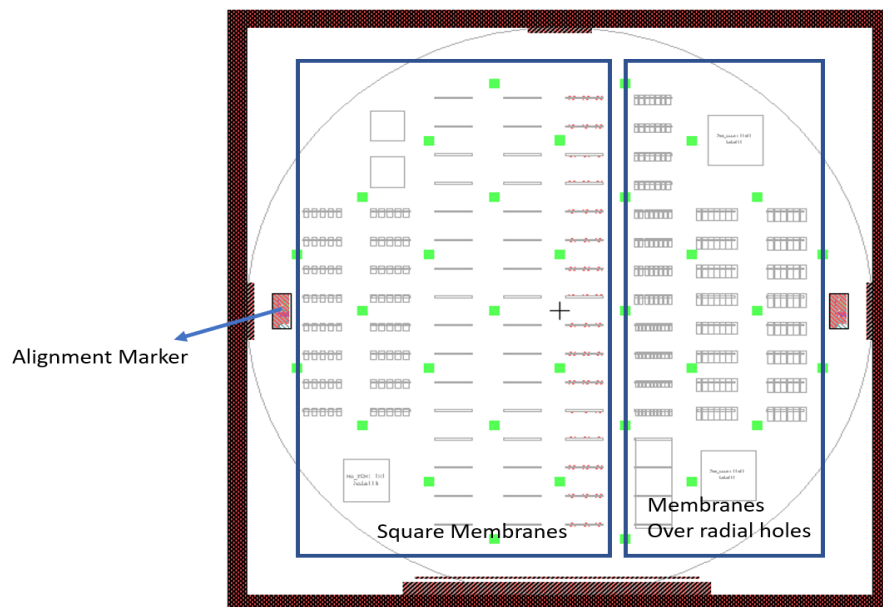 Alignment Marker
Square Membranes
Membranes
Over radial holes